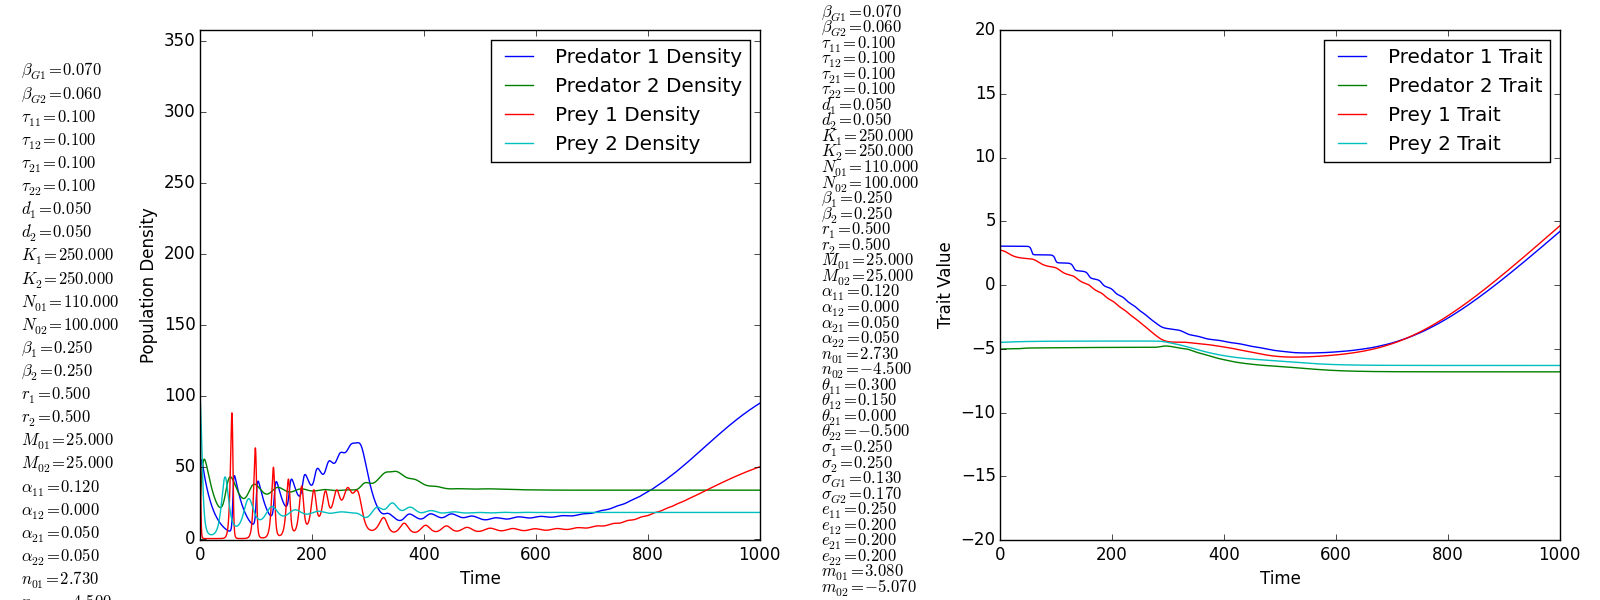 β_G1=0.070
β_G2=0.060
τ_11=0.100
τ_12=0.100
τ_21=0.100
τ_22=0.100
d_1=0.050
d_2=0.050
K_1=250.000
K_2=250.000
N_01=110.000
N_02=100.000
β_1=0.250
β_2=0.250
r_1=0.500
r_2=0.500
M_01=25.000
M_02=25.000
α_11=0.120
α_12=0.000
α_21=0.050
α_22=0.050
n_01=2.730
4.500
Population Density
350
300
250
200
150
100
50
0
0 200 400 600 800 1000
Time
Predator 1 Density
Predator 2 Density
Prey 1 Density
Prey 2 Density
β_G1=0.070
β_G2=0.060
τ_11=0.100
τ_12=0.100
τ_21=0.100
τ_22=0.100
d_1=0.050
d_2=0.050
K_1=250.000
K_2=250.000
N_01=110.000
N_02=100.000
β_1=0.250
β_2=0.250
r_1=0.500
r_2=0.500
M_01=25.000
M_02=25.000
α_11=0.120
α_12=0.000
α_21=0.050
α_22=0.050
n_01=2.730
n_02=−4.500
θ_11=0.300
θ_12=0.150
θ_21=0.000
θ_22=−0.500
σ_1=0.250
σ_2=0.250
σ_G1=0.130
σ_G2=0.170
e_11=0.250
e_12=0.200
e_21=0.200
e_22=0.200
m_01=3.080
m_02=−5.070
Trait Value
20
15
10
5
0
−5
−10
−15
−20
0 200 400 600 800 1000
Time
Predator 1 Trait
Predator 2 Trait
Prey 1 Trait
Prey 2 Trait